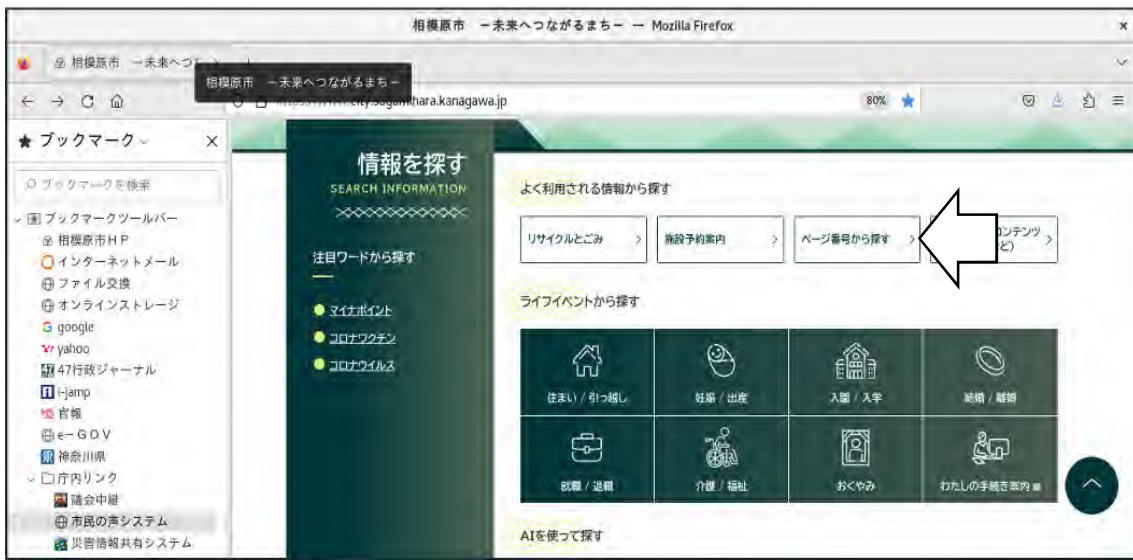 相模原市 ー未来へつながるまちー — Mozilla Firefox
相模原市 ー未来へつ
相模原市 ー未来へつながるまちー
city.sagamihara.kanagawa.jp
80%
ブックマーク
ブックマークを検索
ブックマークツールバー
相模原市ＨＰ
インターネットメール
ファイル交換
オンラインストレージ
google
yahoo
47行政ジャーナル
i-jamp
官報
e－ＧＯＶ
神奈川県
庁内リンク
議会中継
市民の声システム
災害情報共有システム
情報を探す
SEARCH INFORMATION
注目ワードから探す
マイナポイント
コロナワクチン
コロナウイルス
よく利用される情報から探す
リサイクルとごみ
施設予約案内
ページ番号から探す
コンテンツ
ど)
ライフイベントから探す
住まい / 引っ越し
妊娠 / 出産
入園 / 入学
結婚 / 離婚
就職 / 退職
介護 / 福祉
おくやみ
わたしの手続き案内
AIを使って探す